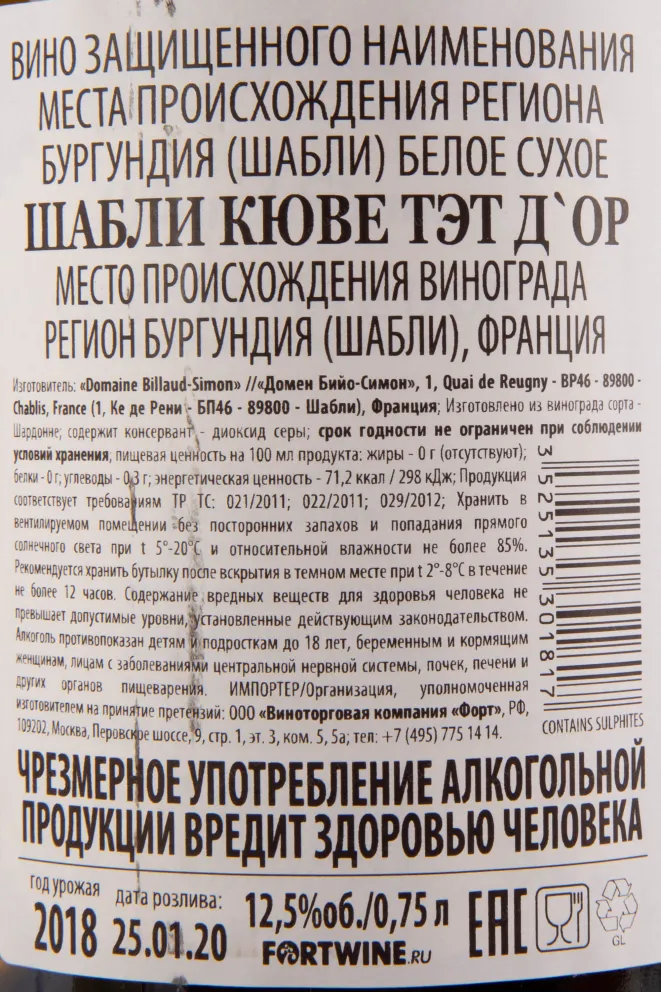 ВИНО ЗАЩИЩЕННОГО НАИМЕНОВАНИЯ
МЕСТА ПРОИСХОЖДЕНИЯ РЕГИОНА
БУРГУНДИЯ (ШАБЛИ) БЕЛОЕ СУХОЕ
ШАБЛИ КЮВЕ ТЭТ Д`ОР
МЕСТО ПРОИСХОЖДЕНИЯ ВИНОГРАДА
РЕГИОН БУРГУНДИЯ (ШАБЛИ), ФРАНЦИЯ
Изготовитель: «Domaine Billaud-Simon» //«Домен Бийо-Симон», 1, Quai de Reugny - BP46 - 89800 -
Chablis, France (1, Ке де Рени - БП46 - 89800 - Шабли), Франция; Изготовлено из винограда сорта -
Шардонне; содержит консервант - диоксид серы; срок годности не ограничен при соблюдении
условий хранения; пищевая ценность на 100 мл продукта: жиры - 0 г (отсутствуют);
белки - 0 г; углеводы - 0,3 г; энергетическая ценность - 71,2 ккал / 298 кДж; Продукция
соответствует требованиям ТР ТС: 021/2011; 022/2011; 029/2012; Хранить в
вентилируемом помещении без посторонних запахов и попадания прямого
солнечного света при t 5°-20°C и относительной влажности не более 85%.
Рекомендуется хранить бутылку после вскрытия в темном месте при t 2°-8°C в течение
не более 12 часов. Содержание вредных веществ для здоровья человека не
превышает допустимые уровни, установленные действующим законодательством.
Алкоголь противопоказан детям и подросткам до 18 лет, беременным и кормящим
женщинам, лицам с заболеваниями центральной нервной системы, почек, печени и
других органов пищеварения. ИМПОРТЕР/Организация, уполномоченная
изготовителем на принятие претензий: ООО «Виноторговая компания «Форт», РФ,
109202, Москва, Перовское шоссе, 9, стр. 1, эт. 3, ком. 5, 5а; тел: +7 (495) 775 14 14.
3 525135 301817
CONTAINS SULPHITES
ЧРЕЗМЕРНОЕ УПОТРЕБЛЕНИЕ АЛКОГОЛЬНОЙ
ПРОДУКЦИИ ВРЕДИТ ЗДОРОВЬЮ ЧЕЛОВЕКА
год урожая дата розлива:
2018 25.01.20
12,5%об./0,75 л
FORTWINE.RU
EAC
GL